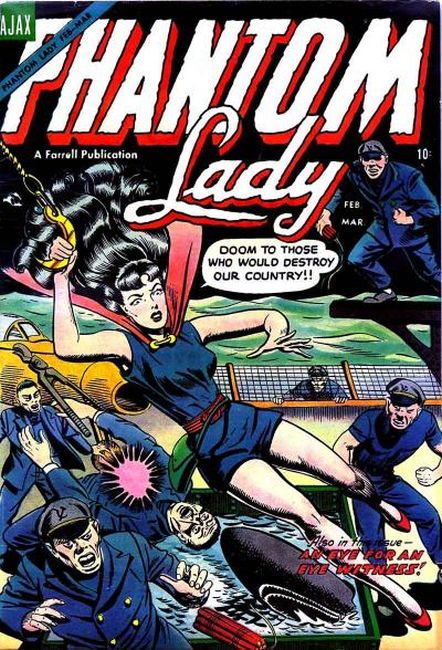 AJAX
PHANTOM LADY FEB-MAR
PHANTOM
Lady
A Farrell Publication
10¢
FEB
MAR
DOOM TO THOSE
WHO WOULD DESTROY
OUR COUNTRY!!
Also in this issue—
AN EYE FOR AN
EYE WITNESS!